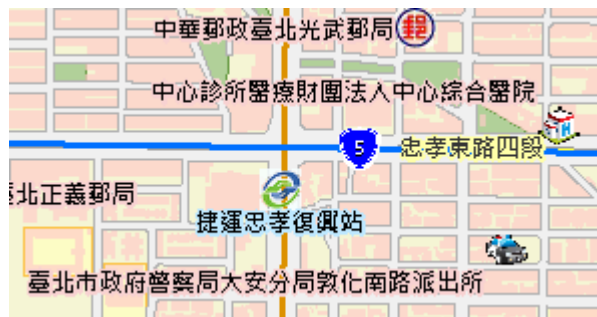 中華郵政臺北光武郵局
郵
中心診所醫療財團法人中心綜合醫院
H
5
忠孝東路四段
臺北正義郵局
捷運忠孝復興站
臺北市政府警察局大安分局敦化南路派出所